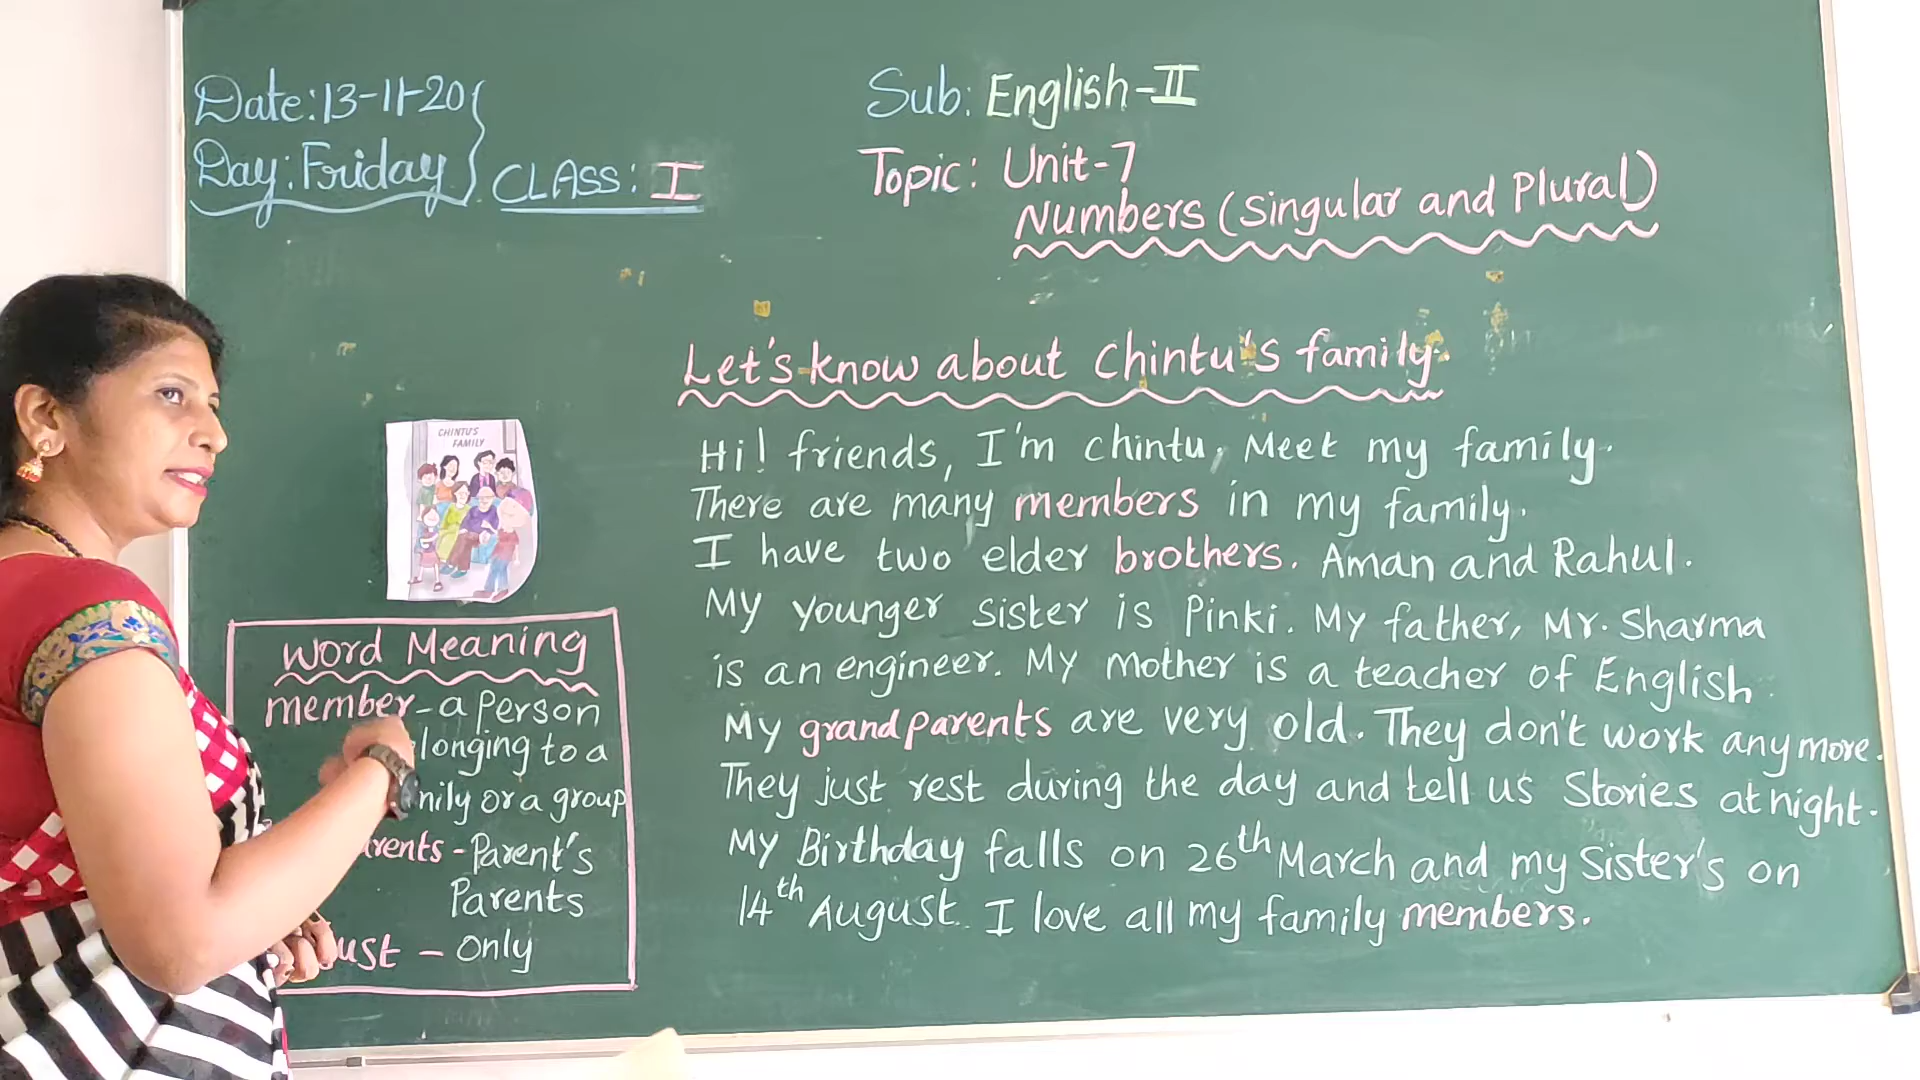 Date: 13-11-20
Day: Friday
CLASS: I
Sub: English-II
Topic: Unit-7
Numbers (Singular and Plural)
Let's know about Chintu's family.
Hi! friends, I'm Chintu, Meet my family.
There are many members in my family.
I have two elder brothers. Aman and Rahul.
My younger sister is Pinki. My father, Mr. Sharma
is an engineer. My mother is a teacher of English.
My grandparents are very old. They don't work anymore.
They just rest during the day and tell us Stories at night.
My Birthday falls on 26th March and my Sister's on
14th August. I love all my family members.
CHINTU'S
FAMILY
Word Meaning
member - a person
longing to a
mily or a group
arents - Parent's
Parents
ust - only